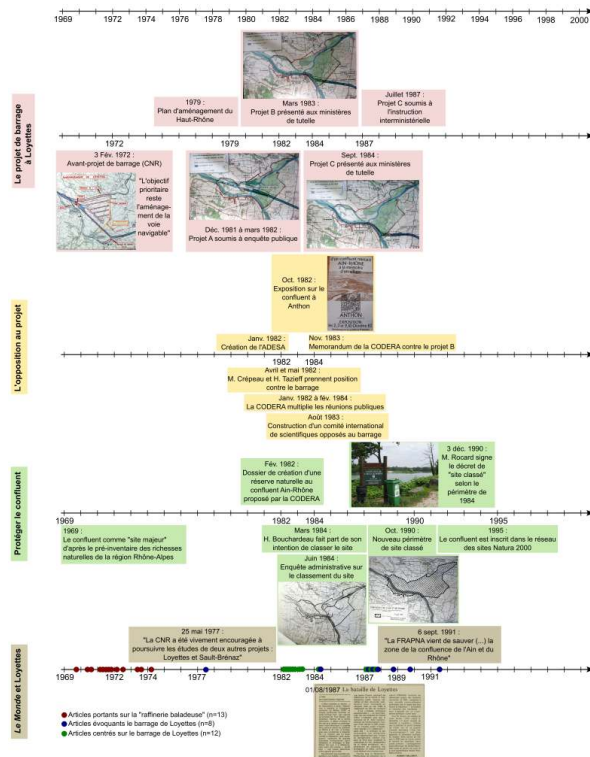 1969 1970 1972 1974 1976 1978 1980 1982 1984 1986 1988 1990 1992 1994 1996 1998 2000
Le projet de barrage
à Loyettes
1979 :
Plan d'aménagement du
Haut-Rhône
Mars 1983 :
Projet B présenté aux ministères
de tutelle
Juillet 1987 :
Projet C soumis à
l'instruction
interministérielle
1972 1979 1982 1984 1987
3 Fév. 1972 :
Avant-projet de barrage (CNR)
"L'objectif
prioritaire
reste
l'aménage-
ment de
la voie
navigable"
Déc. 1981 à mars 1982 :
Projet A soumis à enquête publique
Sept. 1984 :
Projet C présenté aux ministères
de tutelle
L'opposition au projet
Oct. 1982 :
Exposition sur le
confluent à
Anthon
AIN-RHÔNE
ANTHON
Janv. 1982 :
Création de l'ADESA
Nov. 1983 :
Memorandum de la CODERA contre le projet B
1982 1984
Avril et mai 1982 :
M. Crépeau et H. Tazieff prennent position
contre le barrage
Janv. 1982 à fév. 1984 :
La CODERA multiplie les réunions publiques
Août 1983 :
Construction d'un comité international
de scientifiques opposés au barrage
Protéger le confluent
Fév. 1982 :
Dossier de création d'une
réserve naturelle au
confluent Ain-Rhône
proposé par la CODERA
3 déc. 1990 :
M. Rocard signe
le décret de
"site classé"
selon le
périmètre de
1984
1969 1982 1984 1990 1995
1969 :
Le confluent comme "site majeur"
d'après le pré-inventaire des richesses
naturelles de la région Rhône-Alpes
Mars 1984 :
H. Bouchardeau fait part de son
intention de classer le site
Oct. 1990 :
Nouveau périmètre
de site classé
1995 :
Le confluent est inscrit dans le réseau
des sites Natura 2000
Juin 1984 :
Enquête administrative sur
le classement du site
Le Monde et Loyettes
25 mai 1977 :
"La CNR a été vivement encouragée à
poursuivre les études de deux autres projets :
Loyettes et Sault-Brénaz"
6 sept. 1991 :
"La FRAPNA vient de sauver (...) la
zone de la confluence de l'Ain et du
Rhône"
1969 1972 1974 1977 1982 1984 1987 1989 1991
01/08/1987 La bataille de Loyettes
Articles portants sur la "raffinerie baladeuse" (n=13)
Articles évoquants le barrage de Loyettes (n=8)
Articles centrés sur le barrage de Loyettes (n=12)